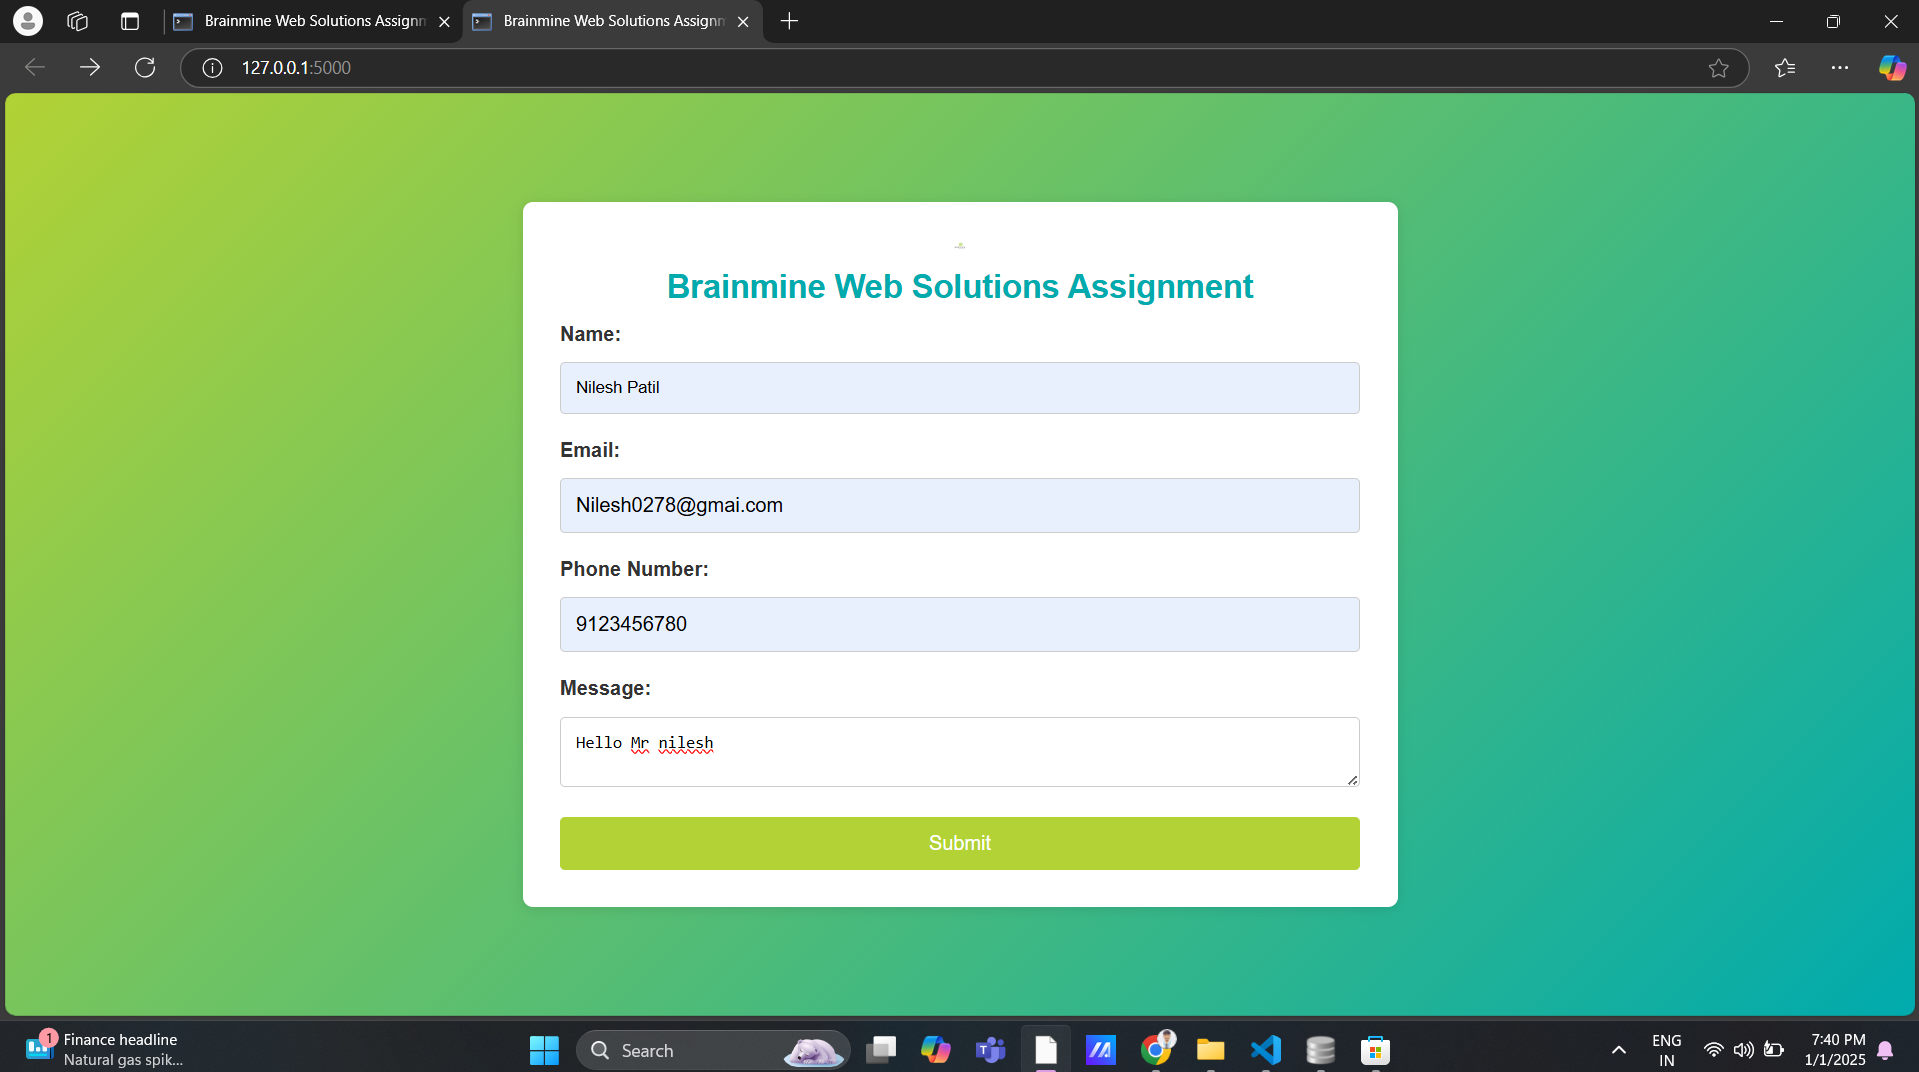 Brainmine Web Solutions Assignm
Brainmine Web Solutions Assignm
127.0.0.1:5000
Brainmine Web Solutions Assignment
Name:
Nilesh Patil
Email:
Nilesh0278@gmai.com
Phone Number:
9123456780
Message:
Hello Mr nilesh
Submit
1
Finance headline
Natural gas spik...
Search
ENG
IN
7:40 PM
1/1/2025